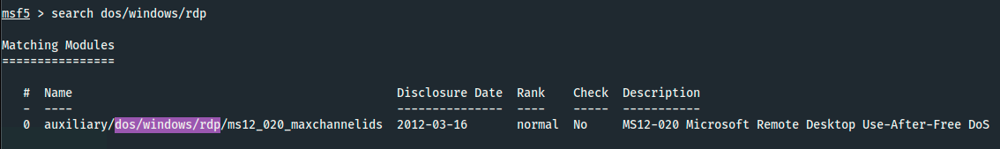 msf5 > search dos/windows/rdp
Matching Modules
================
# Name Disclosure Date Rank Check Description
- ---- --------------- ---- ----- -----------
0 auxiliary/dos/windows/rdp/ms12_020_maxchannelids 2012-03-16 normal No MS12-020 Microsoft Remote Desktop Use-After-Free DoS